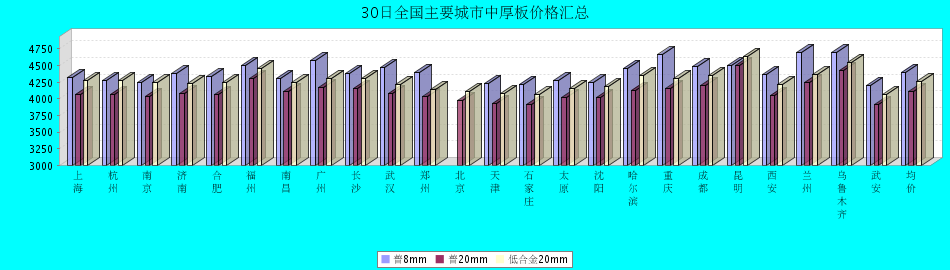 30日全国主要城市中厚板价格汇总
4750
4500
4250
4000
3750
3500
3250
3000
上海
杭州
南京
济南
合肥
福州
南昌
广州
长沙
武汉
郑州
北京
天津
石家庄
太原
沈阳
哈尔滨
重庆
成都
昆明
西安
兰州
乌鲁木齐
武安
均价
普8mm
普20mm
低合金20mm